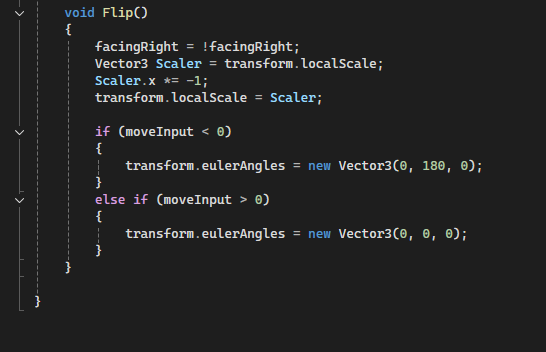 void Flip()
{
facingRight = !facingRight;
Vector3 Scaler = transform.localScale;
Scaler.x *= -1;
transform.localScale = Scaler;
if (moveInput < 0)
{
transform.eulerAngles = new Vector3(0, 180, 0);
}
else if (moveInput > 0)
{
transform.eulerAngles = new Vector3(0, 0, 0);
}
}
}